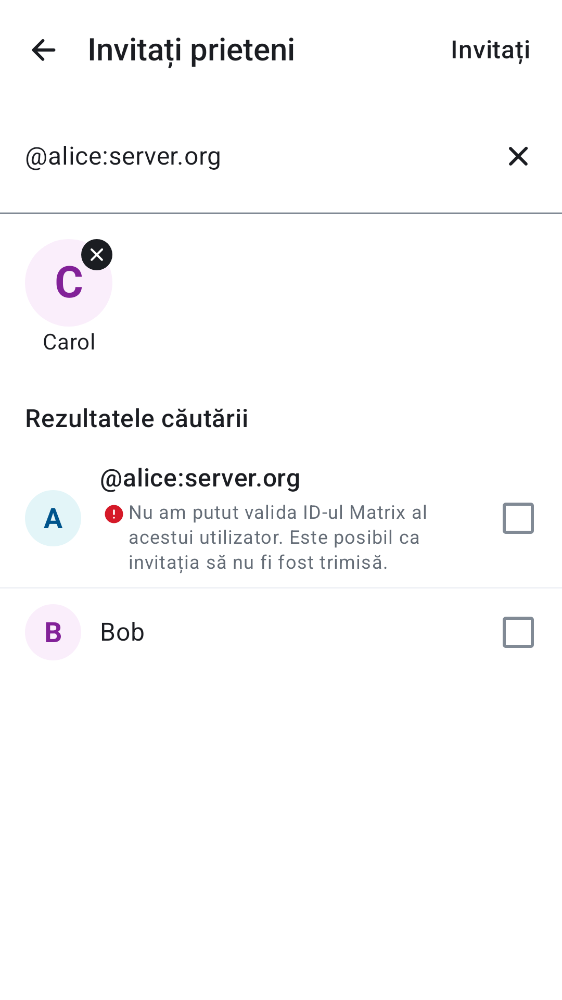 Invitați prieteni
Invitați
@alice:server.org
C
Carol
Rezultatele căutării
@alice:server.org
A
Nu am putut valida ID-ul Matrix al
acestui utilizator. Este posibil ca
invitația să nu fi fost trimisă.
B
Bob